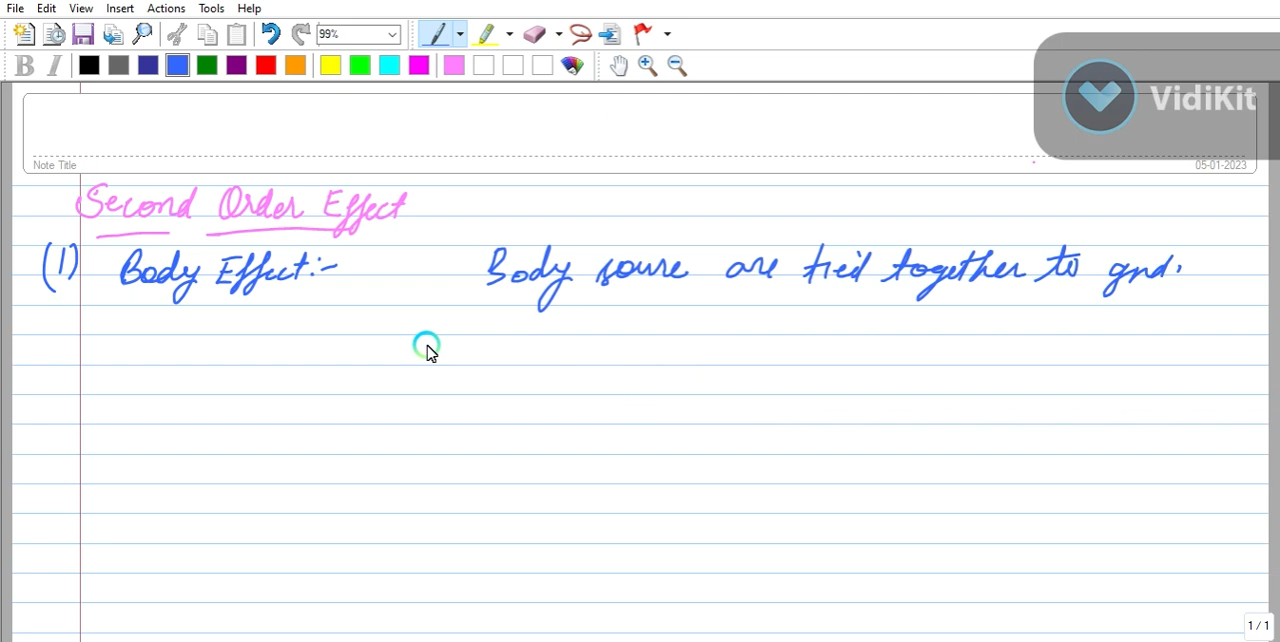 File Edit View Insert Actions Tools Help
99%
B I
VidiKit
Note Title
05-01-2023
Second Order Effect
(1) Body Effect:- Body soure are tied together to gnd.
1 / 1